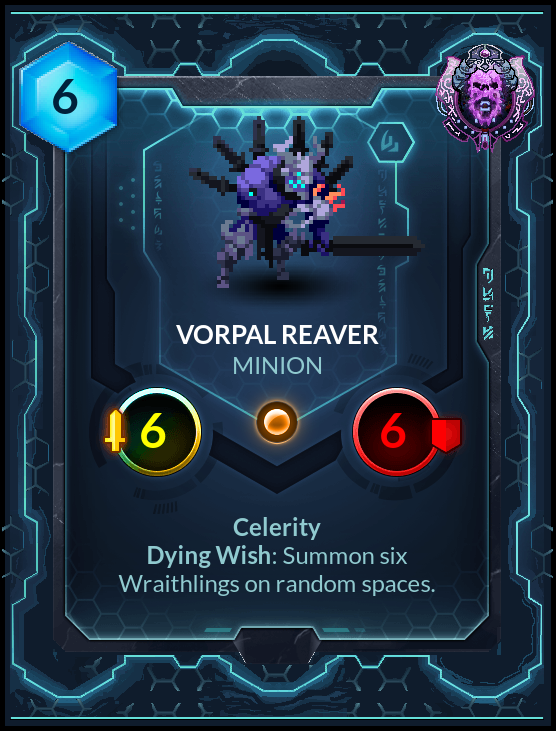 6
VORPAL REAVER
MINION
6
6
Celerity
Dying Wish: Summon six
Wraithlings on random spaces.